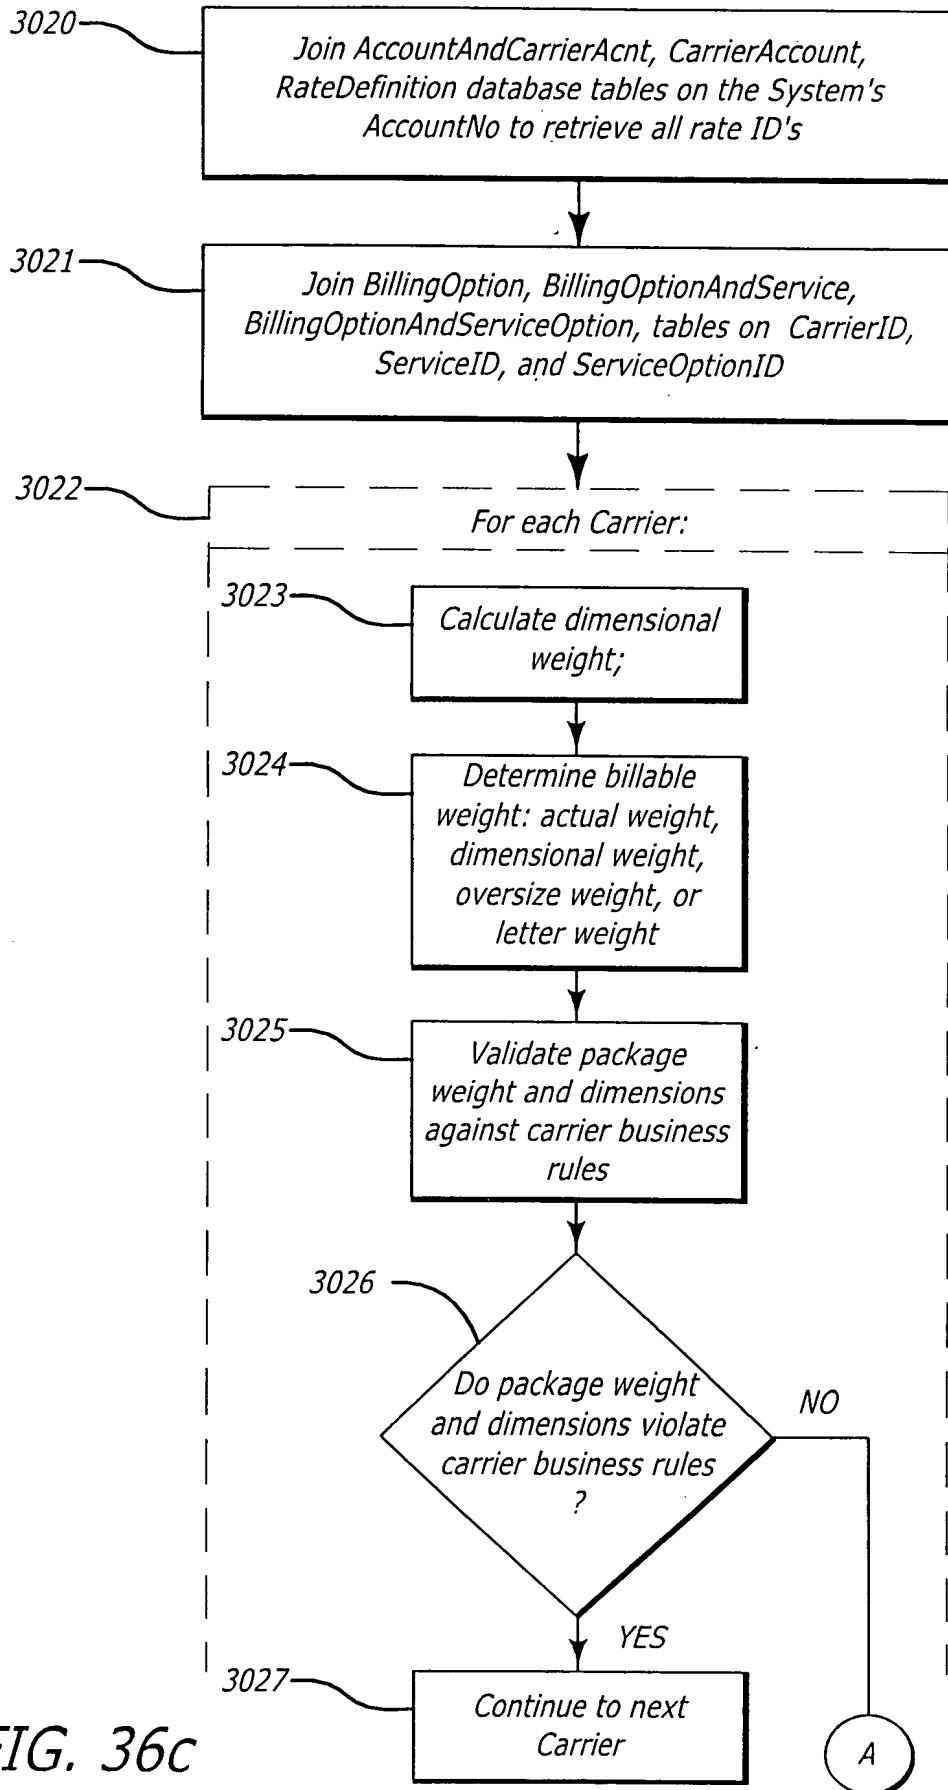 3020
Join AccountAndCarrierAcnt, CarrierAccount,
RateDefinition database tables on the System's
AccountNo to retrieve all rate ID's
3021
Join BillingOption, BillingOptionAndService,
BillingOptionAndServiceOption, tables on CarrierID,
ServiceID, and ServiceOptionID
3022
For each Carrier:
3023
Calculate dimensional
weight;
3024
Determine billable
weight: actual weight,
dimensional weight,
oversize weight, or
letter weight
3025
Validate package
weight and dimensions
against carrier business
rules
3026
Do package weight
and dimensions violate
carrier business rules
?
NO
YES
3027
Continue to next
Carrier
A
FIG. 36c